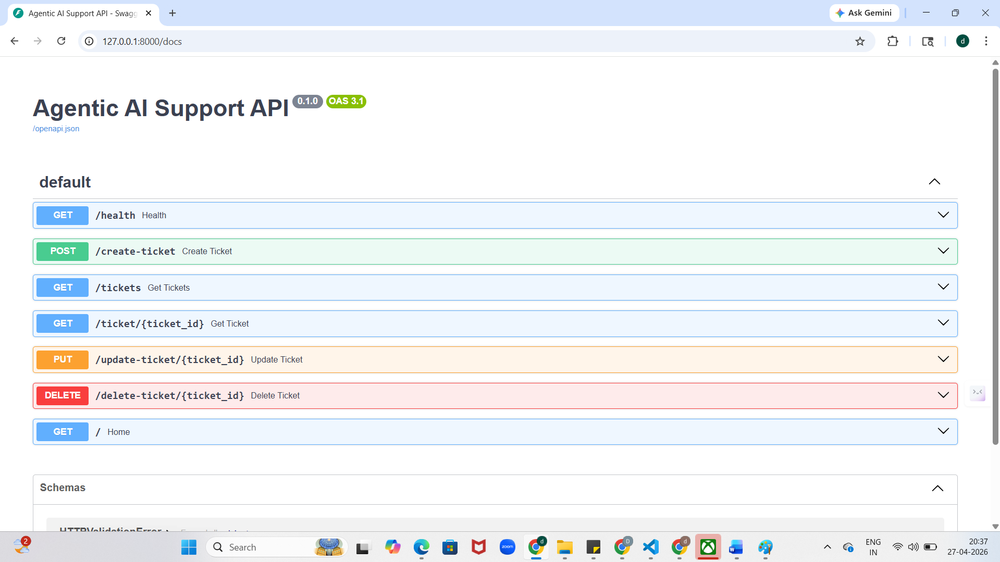 Agentic AI Support API - Swagg
Ask Gemini
127.0.0.1:8000/docs
d
Agentic AI Support API 0.1.0 OAS 3.1
/openapi.json
default
GET /health Health
POST /create-ticket Create Ticket
GET /tickets Get Tickets
GET /ticket/{ticket_id} Get Ticket
PUT /update-ticket/{ticket_id} Update Ticket
DELETE /delete-ticket/{ticket_id} Delete Ticket
GET / Home
Schemas
HTTPValidationError
2
Search
zoom
d
D
d
W
ENG
IN
20:37
27-04-2026